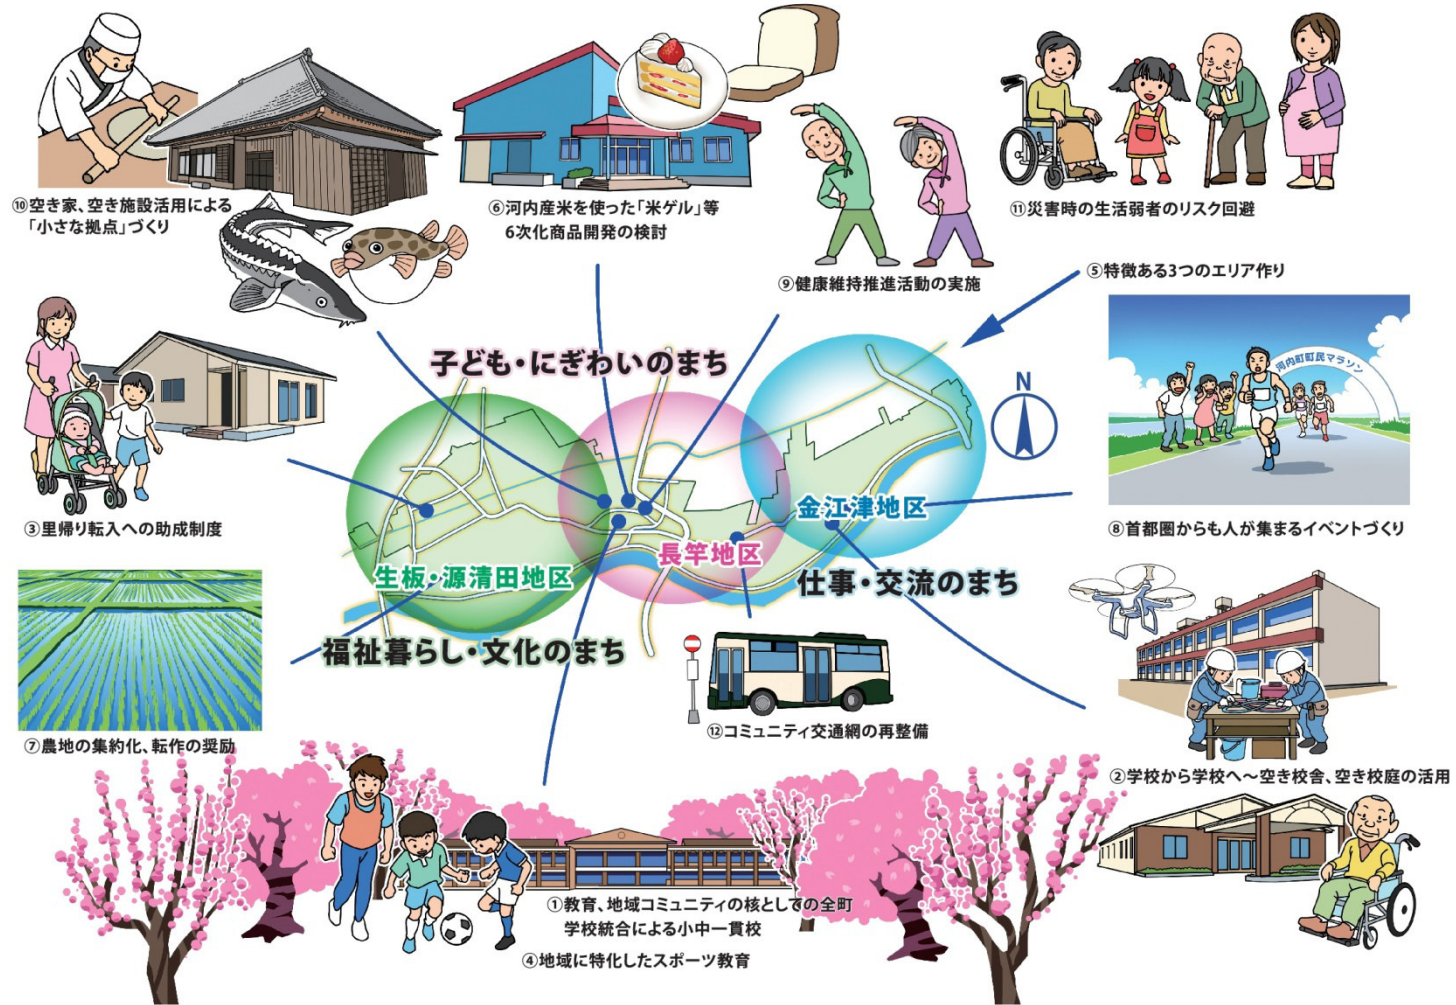 ⑩空き家、空き施設活用による
「小さな拠点」づくり
⑥河内産米を使った「米ゲル」等
6次化商品開発の検討
⑪災害時の生活弱者のリスク回避
⑨健康維持推進活動の実施
⑤特徴ある3つのエリア作り
河内町町民マラソン
子ども・にぎわいのまち
N
③里帰り転入への助成制度
金江津地区
⑧首都圏からも人が集まるイベントづくり
長竿地区
生板・源清田地区
仕事・交流のまち
福祉暮らし・文化のまち
⑦農地の集約化、転作の奨励
⑫コミュニティ交通網の再整備
②学校から学校へ～空き校舎、空き校庭の活用
①教育、地域コミュニティの核としての全町
学校統合による小中一貫校
④地域に特化したスポーツ教育